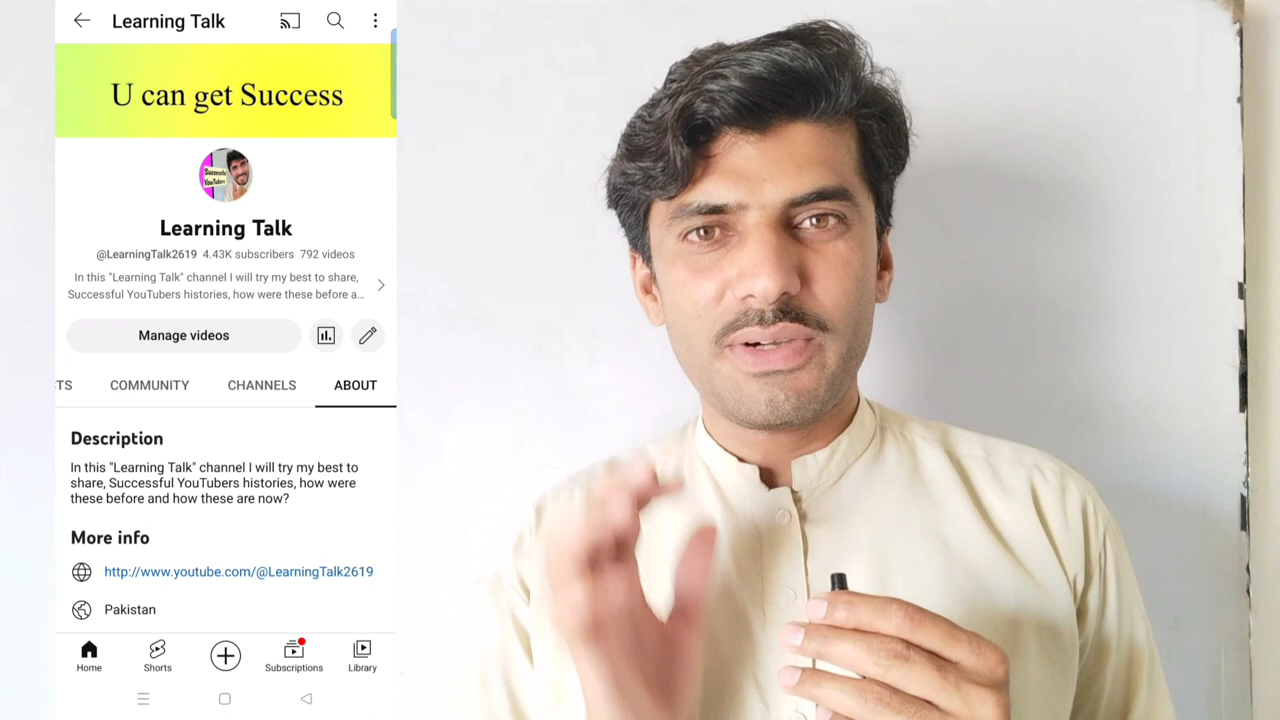 Learning Talk
U can get Success
Successful
YouTubers
Learning Talk
@LearningTalk2619 4.43K subscribers 792 videos
In this "Learning Talk" channel I will try my best to share,
Successful YouTubers histories, how were these before a...
Manage videos
TS COMMUNITY CHANNELS ABOUT
Description
In this "Learning Talk" channel I will try my best to
share, Successful YouTubers histories, how were
these before and how these are now?
More info
http://www.youtube.com/@LearningTalk2619
Pakistan
Home Shorts Subscriptions Library